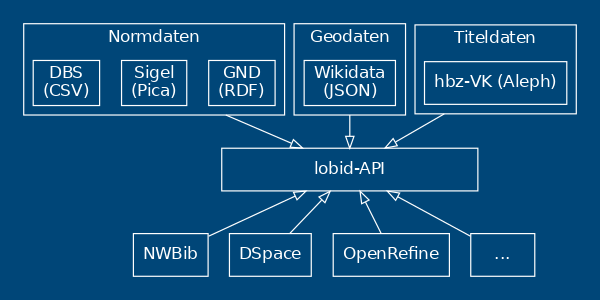 Normdaten
DBS
(CSV)
Sigel
(Pica)
GND
(RDF)
Geodaten
Wikidata
(JSON)
Titeldaten
hbz-VK (Aleph)
lobid-API
NWBib
DSpace
OpenRefine
...